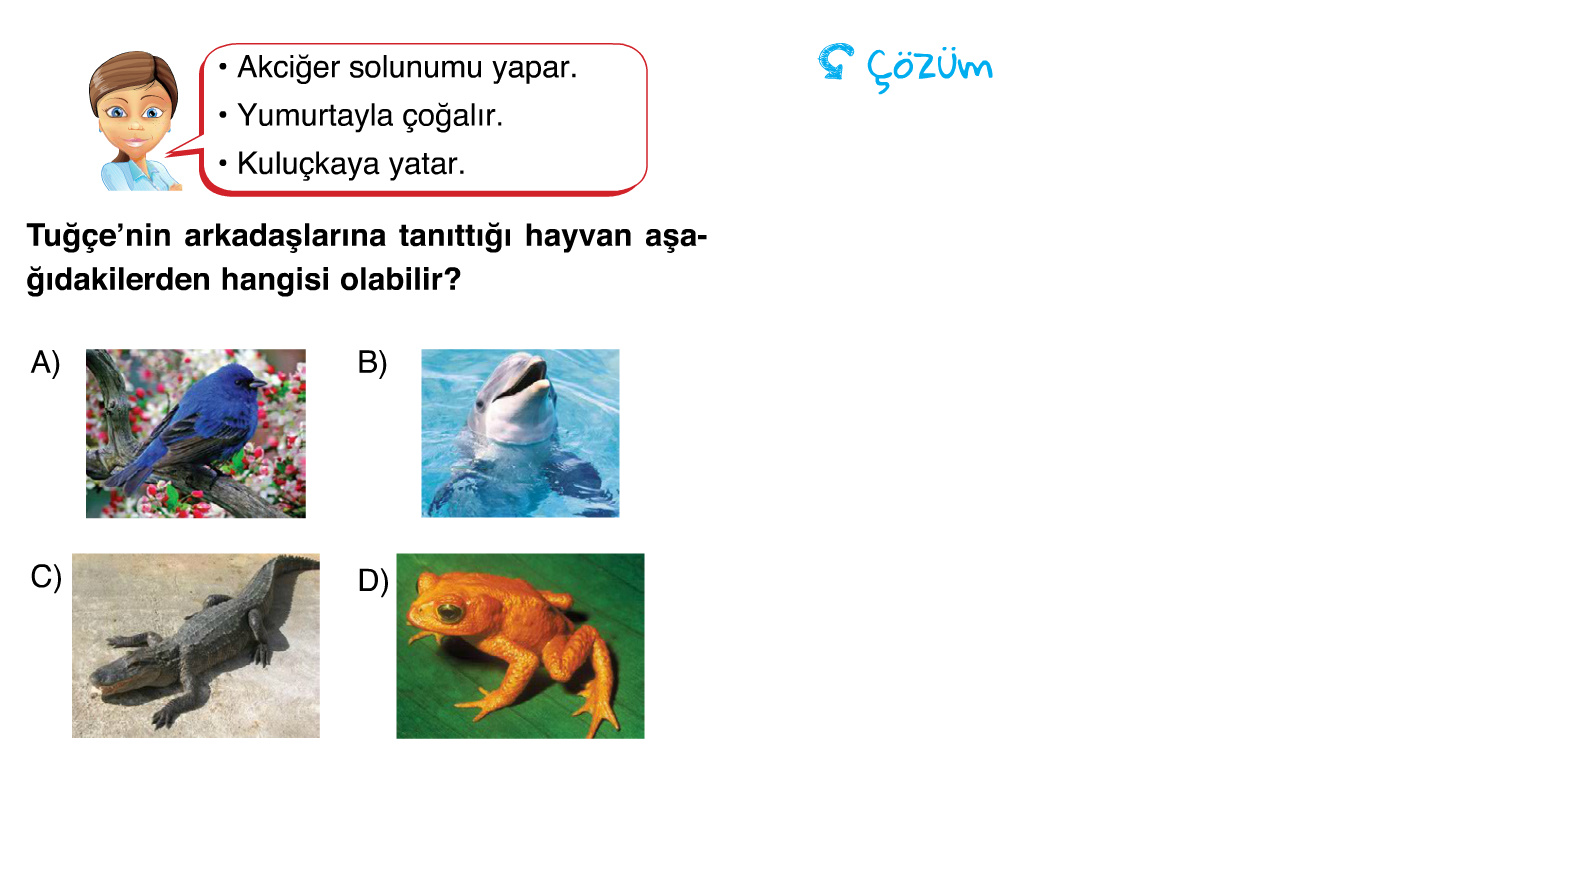 • Akciğer solunumu yapar.
• Yumurtayla çoğalır.
• Kuluçkaya yatar.
Tuğçe’nin arkadaşlarına tanıttığı hayvan aşa-
ğıdakilerden hangisi olabilir?
A)
B)
C)
D)
Çözüm